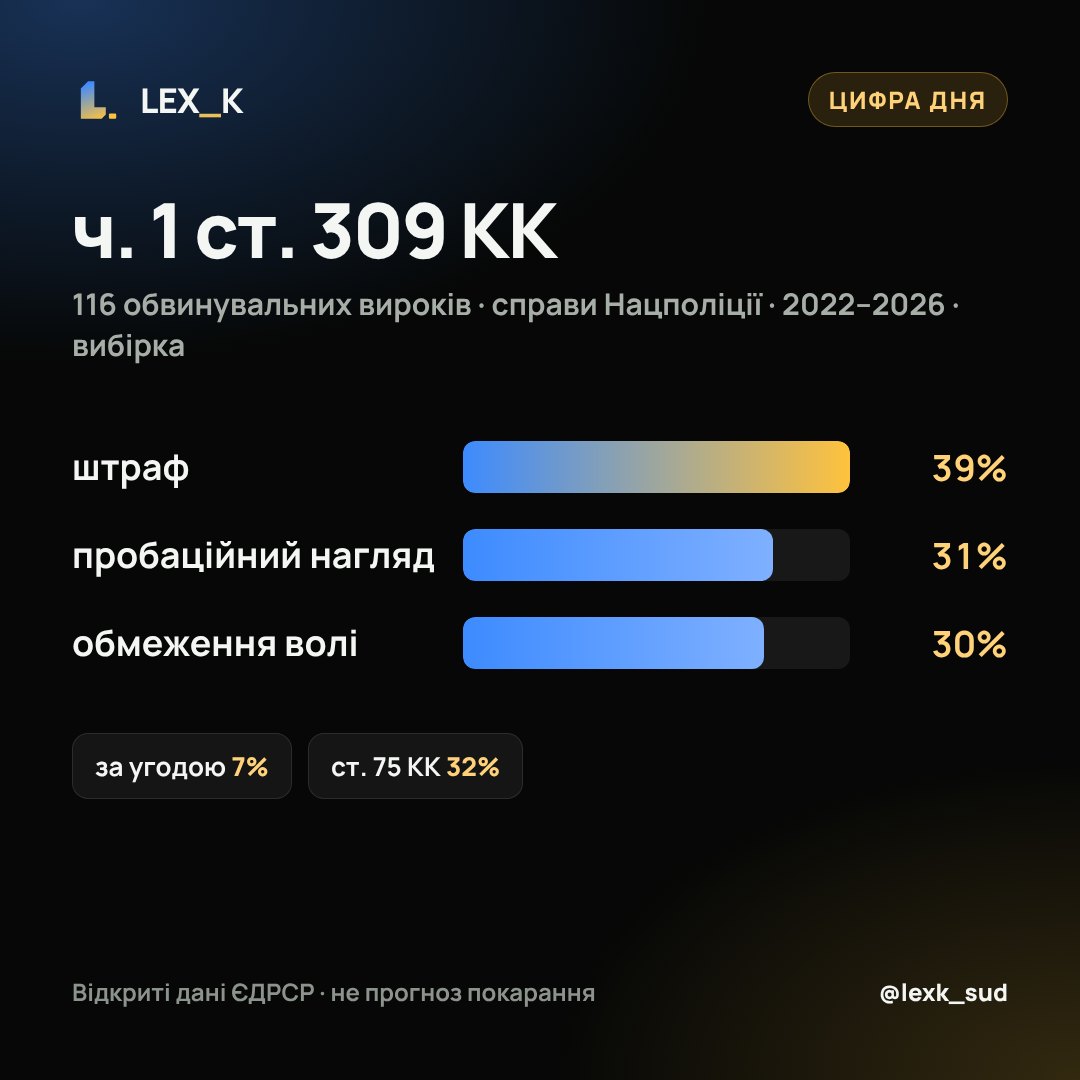 LEX_K
ЦИФРА ДНЯ
ч. 1 ст. 309 КК
116 обвинувальних вироків · справи Нацполіції · 2022–2026 ·
вибірка
штраф 39%
пробаційний нагляд 31%
обмеження волі 30%
за угодою 7%
ст. 75 КК 32%
Відкриті дані ЄДРСР · не прогноз покарання
@lexk_sud